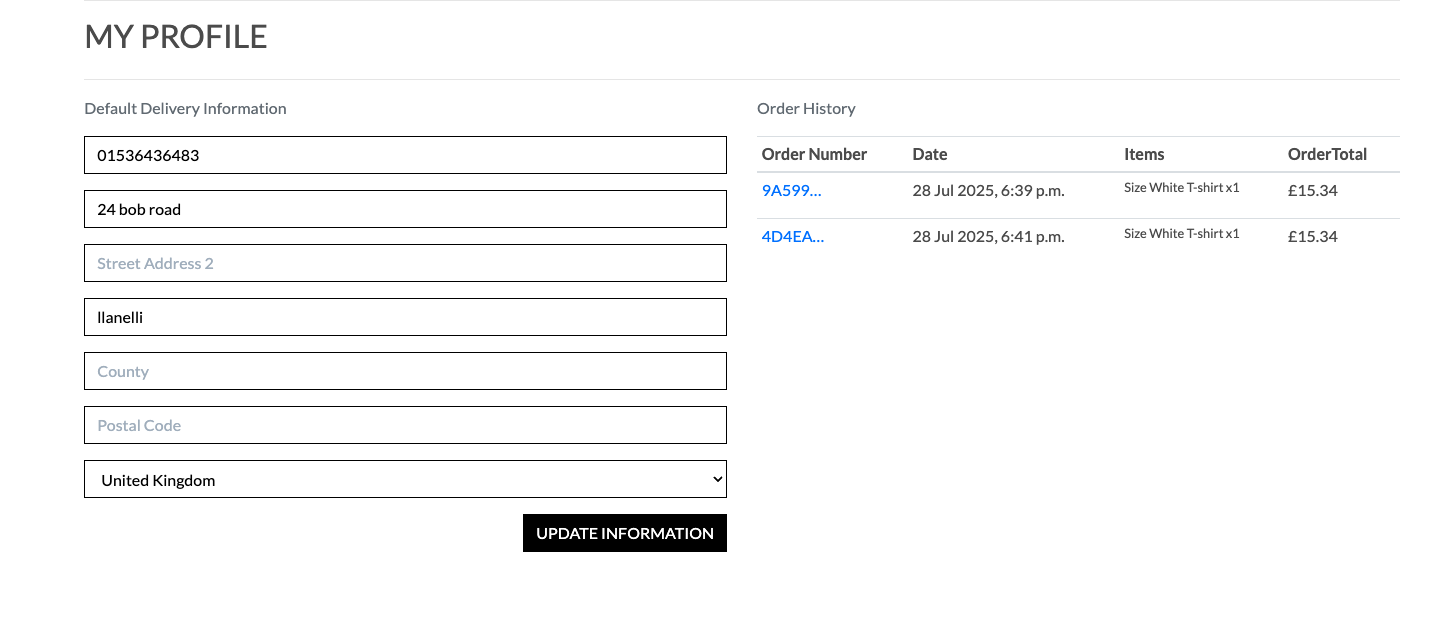 MY PROFILE
Default Delivery Information
01536436483
24 bob road
Street Address 2
llanelli
County
Postal Code
United Kingdom
UPDATE INFORMATION
Order History
Order Number Date Items OrderTotal
9A599... 28 Jul 2025, 6:39 p.m. Size White T-shirt x1 £15.34
4D4EA... 28 Jul 2025, 6:41 p.m. Size White T-shirt x1 £15.34